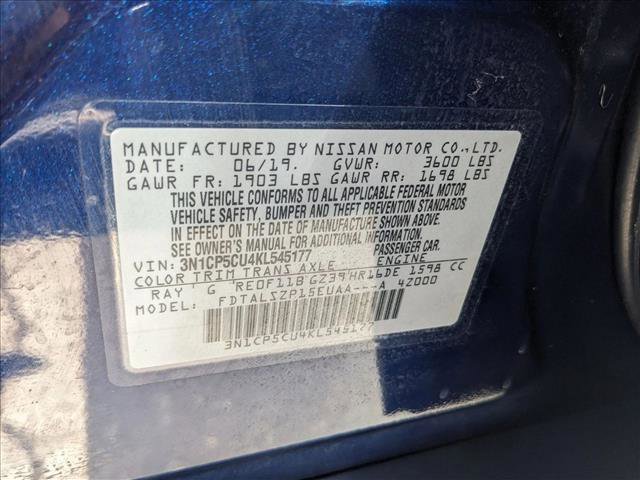 MANUFACTURED BY NISSAN MOTOR CO.,LTD.
DATE: 06/19. GVWR: 3600 LBS
GAWR FR: 1903 LBS GAWR RR: 1698 LBS
THIS VEHICLE CONFORMS TO ALL APPLICABLE FEDERAL MOTOR
VEHICLE SAFETY, BUMPER AND THEFT PREVENTION STANDARDS
IN EFFECT ON THE DATE OF MANUFACTURE SHOWN ABOVE.
SEE OWNER'S MANUAL FOR ADDITIONAL INFORMATION
VIN: 3N1CP5CU4KL545177 PASSENGER CAR.
COLOR TRIM TRANS AXLE ENGINE
RAY G RE0F11B GZ39 HR16DE 1598 CC
MODEL: FDTALSZP15EUAA---A 4Z000
3N1CP5CU4KL545177